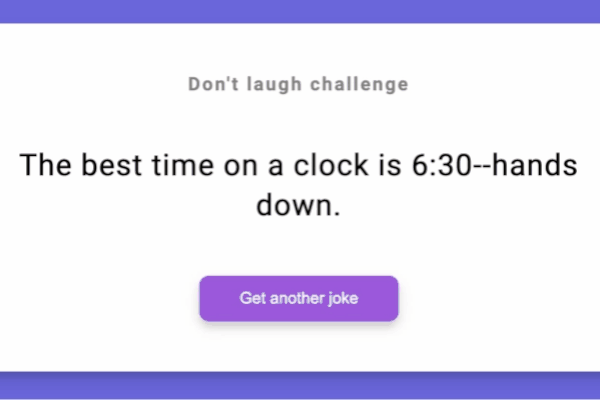 Don't laugh challenge
The best time on a clock is 6:30--hands
down.
Get another joke